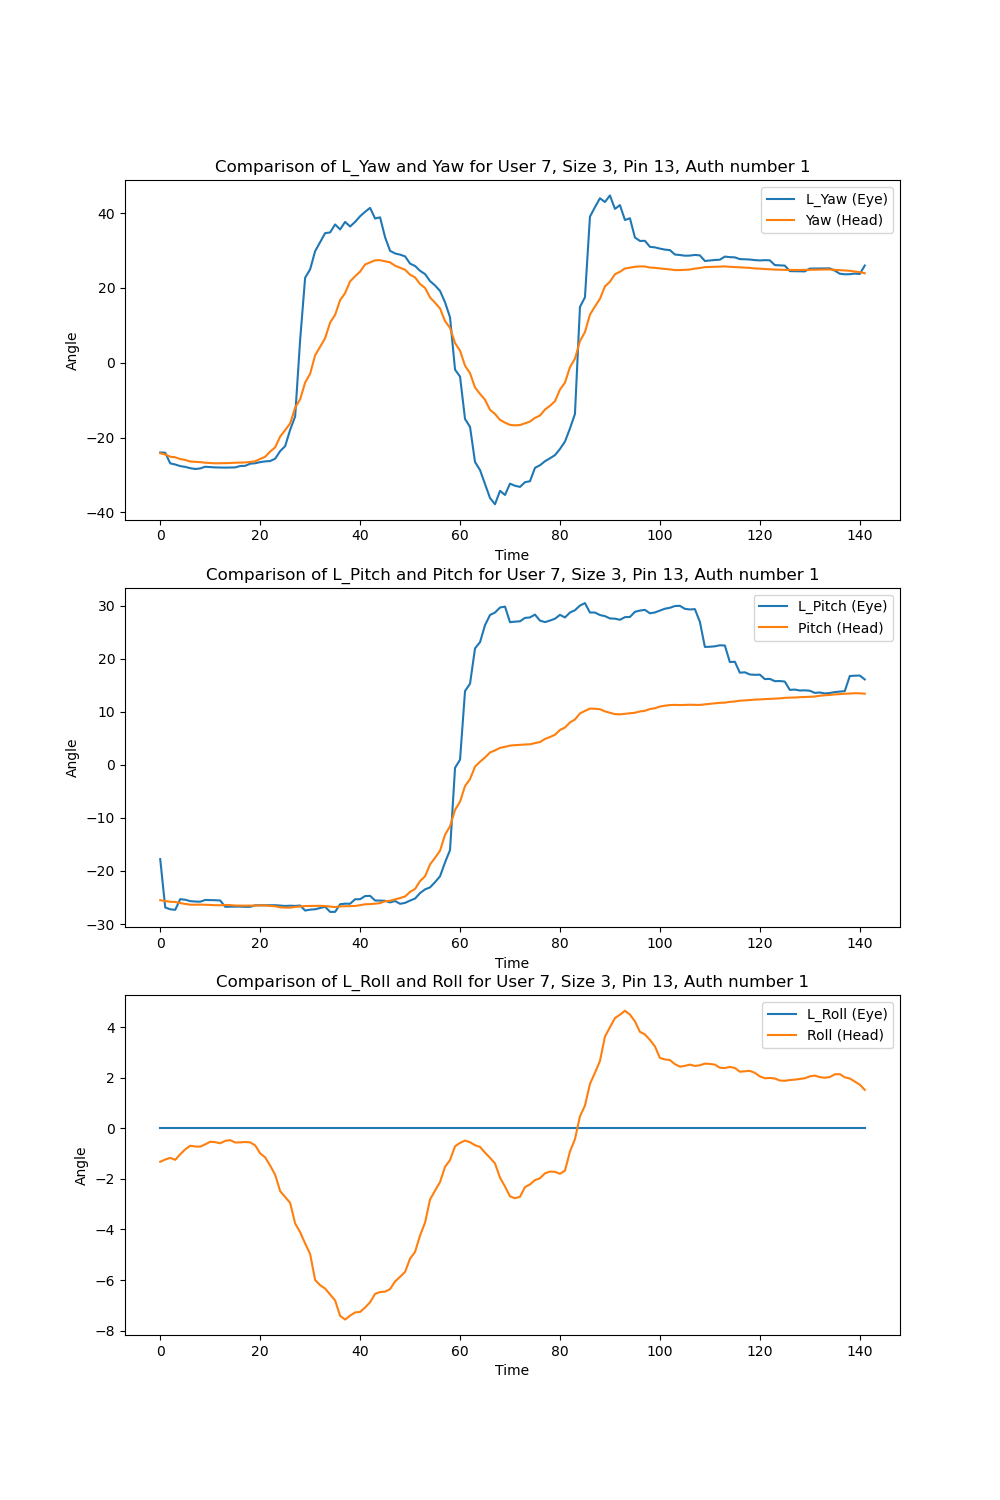 Comparison of L_Yaw and Yaw for User 7, Size 3, Pin 13, Auth number 1
L_Yaw (Eye)
Yaw (Head)
40
20
0
−20
−40
Angle
0 20 40 60 80 100 120 140
Time
Comparison of L_Pitch and Pitch for User 7, Size 3, Pin 13, Auth number 1
L_Pitch (Eye)
Pitch (Head)
30
20
10
0
−10
−20
−30
Angle
0 20 40 60 80 100 120 140
Time
Comparison of L_Roll and Roll for User 7, Size 3, Pin 13, Auth number 1
L_Roll (Eye)
Roll (Head)
4
2
0
−2
−4
−6
−8
Angle
0 20 40 60 80 100 120 140
Time